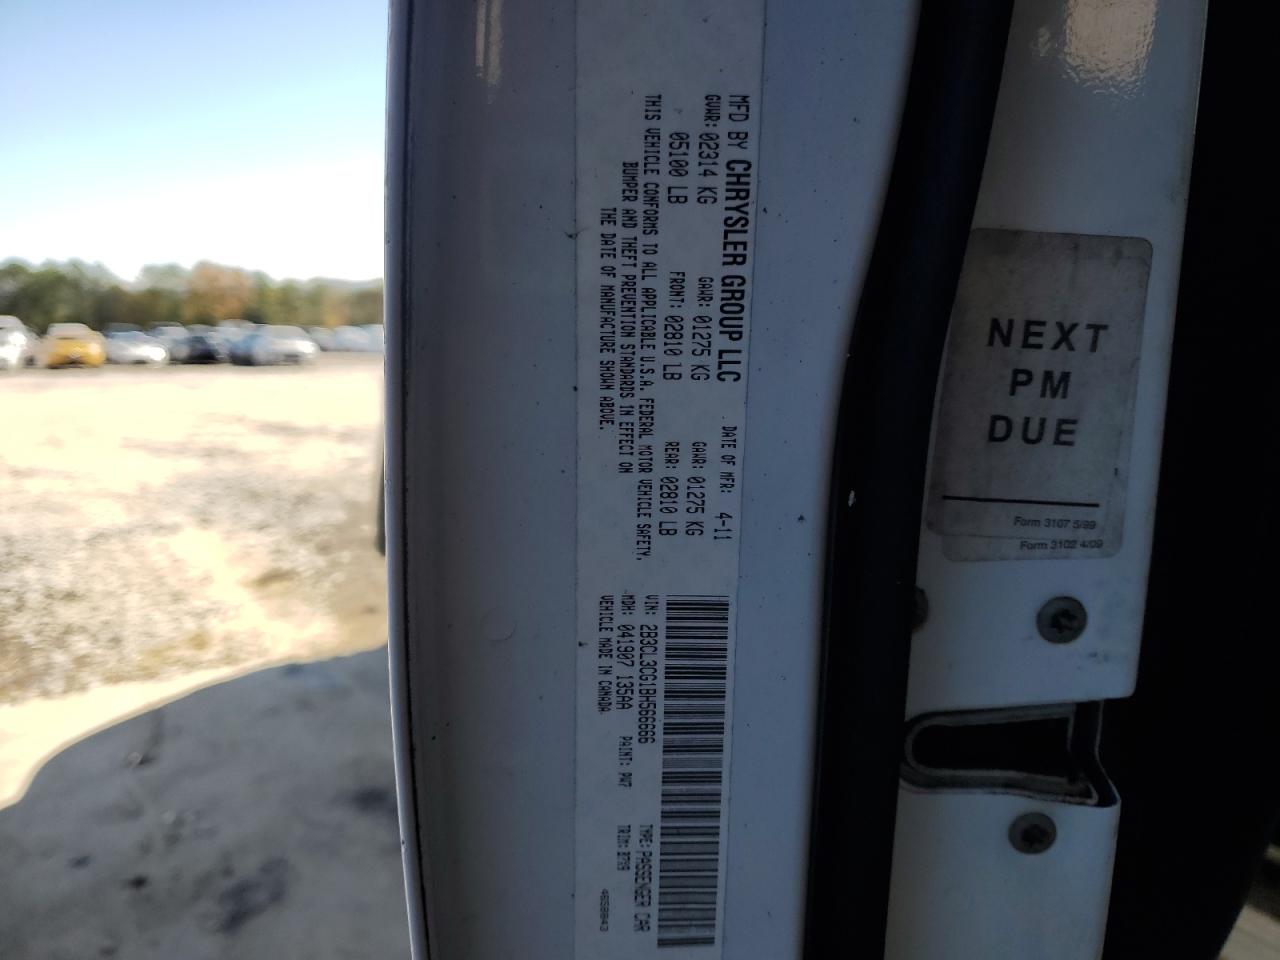 MFD BY CHRYSLER GROUP LLC DATE OF MFR: 4-11
GVWR: 02314 KG GAWR: 01275 KG GAWR: 01275 KG
05100 LB FRONT: 02810 LB REAR: 02810 LB
THIS VEHICLE CONFORMS TO ALL APPLICABLE U.S.A. FEDERAL MOTOR VEHICLE SAFETY,
BUMPER AND THEFT PREVENTION STANDARDS IN EFFECT ON
THE DATE OF MANUFACTURE SHOWN ABOVE.
VIN: 2B3CL3CG1BH566666 TYPE: PASSENGER CAR
MDH: 041907 135AA PAINT: PW7 TRIM: B7X9
VEHICLE MADE IN CANADA
NEXT
PM
DUE
Form 3107 5/99
Form 3102 4/09